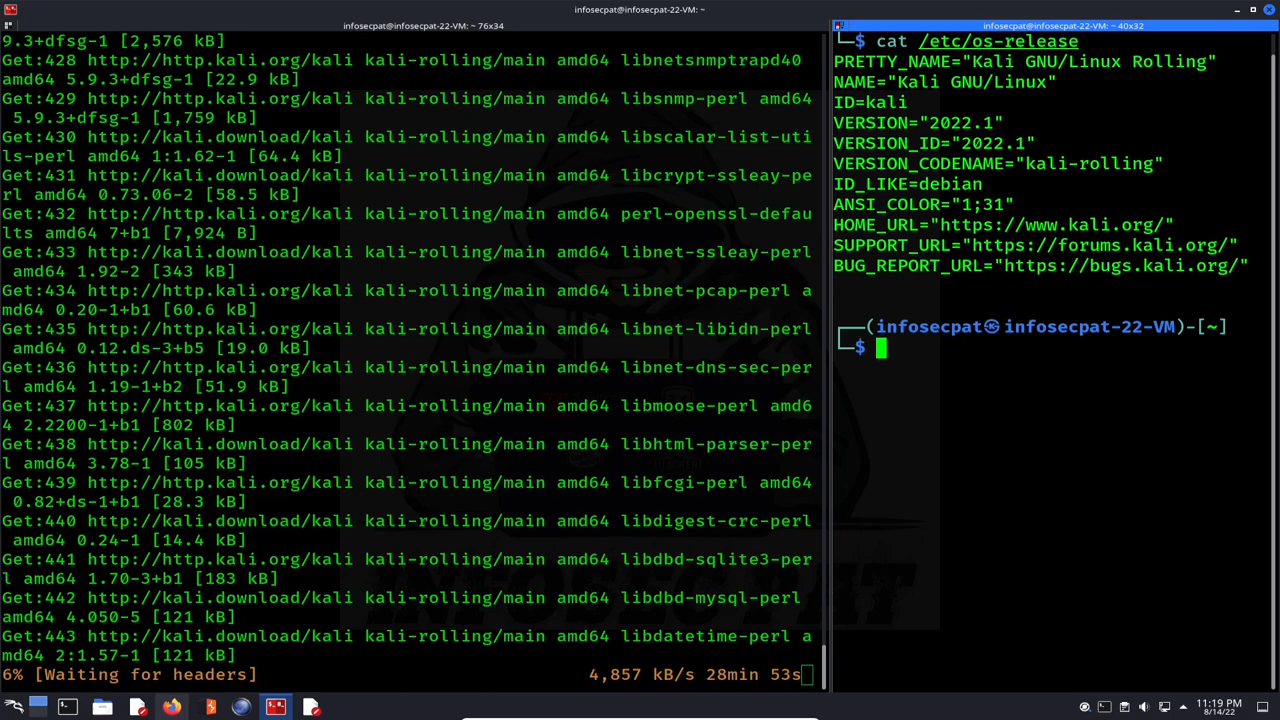 infosecpat@infosecpat-22-VM: ~
infosecpat@infosecpat-22-VM: ~ 76x34
9.3+dfsg-1 [2,576 kB]
Get:428 http://http.kali.org/kali kali-rolling/main amd64 libnetsnmptrapd40
amd64 5.9.3+dfsg-1 [22.9 kB]
Get:429 http://http.kali.org/kali kali-rolling/main amd64 libsnmp-perl amd64
5.9.3+dfsg-1 [1,759 kB]
Get:430 http://kali.download/kali kali-rolling/main amd64 libscalar-list-uti
ls-perl amd64 1:1.62-1 [64.4 kB]
Get:431 http://http.kali.org/kali kali-rolling/main amd64 libcrypt-ssleay-pe
rl amd64 0.73.06-2 [58.5 kB]
Get:432 http://http.kali.org/kali kali-rolling/main amd64 perl-openssl-defau
lts amd64 7+b1 [7,924 B]
Get:433 http://http.kali.org/kali kali-rolling/main amd64 libnet-ssleay-perl
amd64 1.92-2 [343 kB]
Get:434 http://http.kali.org/kali kali-rolling/main amd64 libnet-pcap-perl a
md64 0.20-1+b1 [60.6 kB]
Get:435 http://http.kali.org/kali kali-rolling/main amd64 libnet-libidn-perl
amd64 0.12.ds-3+b5 [19.0 kB]
Get:436 http://http.kali.org/kali kali-rolling/main amd64 libnet-dns-sec-per
l amd64 1.19-1+b2 [51.9 kB]
Get:437 http://http.kali.org/kali kali-rolling/main amd64 libmoose-perl amd6
4 2.2200-1+b1 [802 kB]
Get:438 http://kali.download/kali kali-rolling/main amd64 libhtml-parser-per
l amd64 3.78-1 [105 kB]
Get:439 http://http.kali.org/kali kali-rolling/main amd64 libfcgi-perl amd64
0.82+ds-1+b1 [28.3 kB]
Get:440 http://http.kali.org/kali kali-rolling/main amd64 libdigest-crc-perl
amd64 0.24-1 [14.4 kB]
Get:441 http://http.kali.org/kali kali-rolling/main amd64 libdbd-sqlite3-per
l amd64 1.70-3+b1 [183 kB]
Get:442 http://kali.download/kali kali-rolling/main amd64 libdbd-mysql-perl
amd64 4.050-5 [121 kB]
Get:443 http://kali.download/kali kali-rolling/main amd64 libdatetime-perl a
md64 2:1.57-1 [121 kB]
6% [Waiting for headers] 4,857 kB/s 28min 53s
infosecpat@infosecpat-22-VM: ~ 40x32
└─$ cat /etc/os-release
PRETTY_NAME="Kali GNU/Linux Rolling"
NAME="Kali GNU/Linux"
ID=kali
VERSION="2022.1"
VERSION_ID="2022.1"
VERSION_CODENAME="kali-rolling"
ID_LIKE=debian
ANSI_COLOR="1;31"
HOME_URL="https://www.kali.org/"
SUPPORT_URL="https://forums.kali.org/"
BUG_REPORT_URL="https://bugs.kali.org/"
┌──(infosecpat㉿infosecpat-22-VM)-[~]
└─$
INFOSEC PAT
11:19 PM
8/14/22